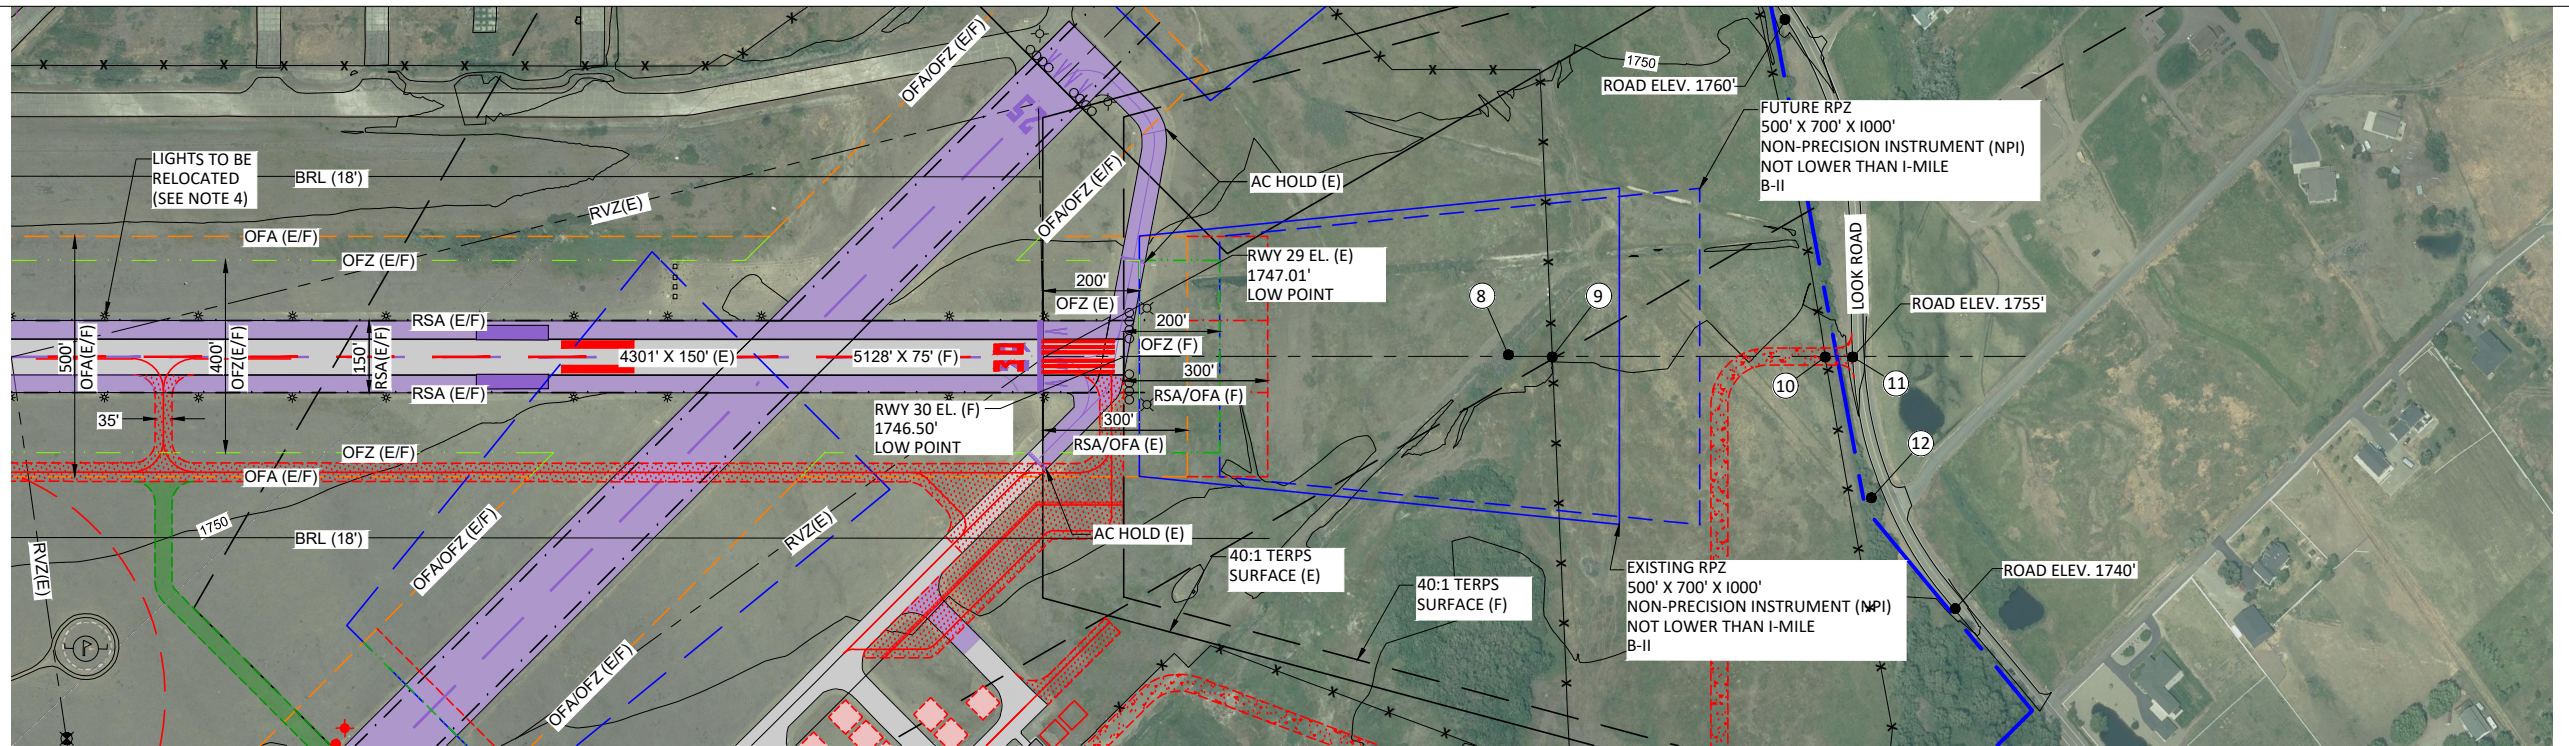 OFA/OFZ (E/F)
1750
ROAD ELEV. 1760'
FUTURE RPZ
500' X 700' X I000'
NON-PRECISION INSTRUMENT (NPI)
NOT LOWER THAN I-MILE
B-II
25
LIGHTS TO BE
RELOCATED
(SEE NOTE 4)
BRL (18')
RVZ(E)
OFA/OFZ (E/F)
AC HOLD (E)
OFA (E/F)
OFZ (E/F)
RWY 29 EL. (E)
1747.01'
LOW POINT
LOOK ROAD
200'
OFZ (E)
8
9
ROAD ELEV. 1755'
RSA (E/F)
200'
OFZ (F)
500'
OFA(E/F)
400'
OFZ(E/F)
150'
RSA(E/F)
4301' X 150' (E)
5128' X 75' (F)
300'
RSA/OFA (F)
10
11
RSA (E/F)
35'
RWY 30 EL. (F)
1746.50'
LOW POINT
300'
RSA/OFA (E)
12
OFZ (E/F)
OFA (E/F)
1750
BRL (18')
OFA/OFZ (E/F)
RVZ(E)
AC HOLD (E)
RVZ(E)
40:1 TERPS
SURFACE (E)
40:1 TERPS
SURFACE (F)
EXISTING RPZ
500' X 700' X I000'
NON-PRECISION INSTRUMENT (NPI)
NOT LOWER THAN I-MILE
B-II
ROAD ELEV. 1740'
OFA/OFZ (E/F)